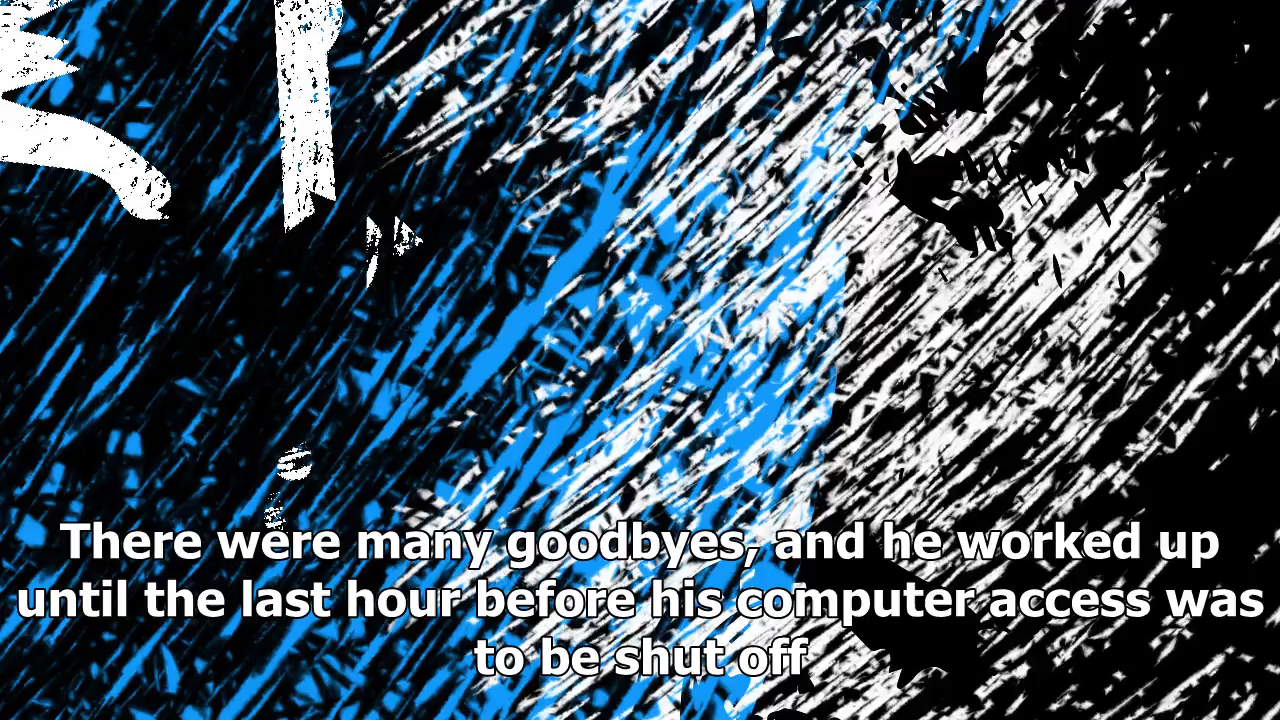 There were many goodbyes, and he worked up
until the last hour before his computer access was
to be shut off